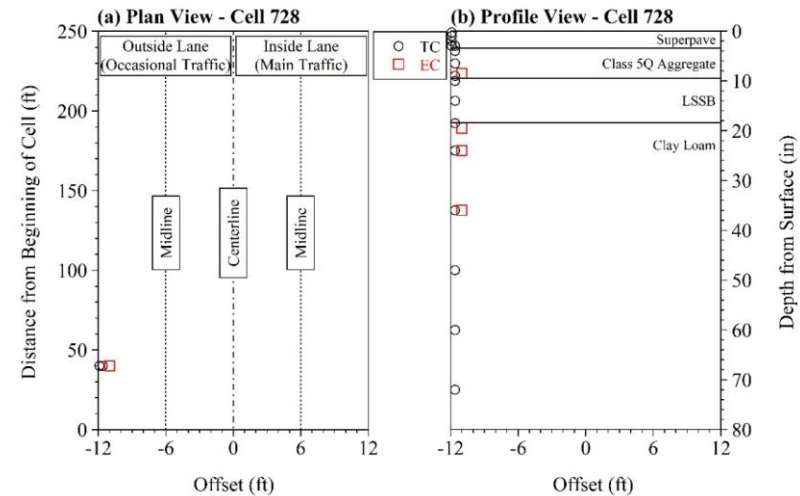 (a) Plan View - Cell 728
Outside Lane
(Occasional Traffic)
Inside Lane
(Main Traffic)
Distance from Beginning of Cell (ft)
250
200
150
100
50
0
Midline
Centerline
Midline
-12
-6
0
6
12
Offset (ft)
TC
EC
(b) Profile View - Cell 728
Superpave
Class 5Q Aggregate
LSSB
Clay Loam
0
10
20
30
40
50
60
70
80
Depth from Surface (in)
-12
-6
0
6
12
Offset (ft)